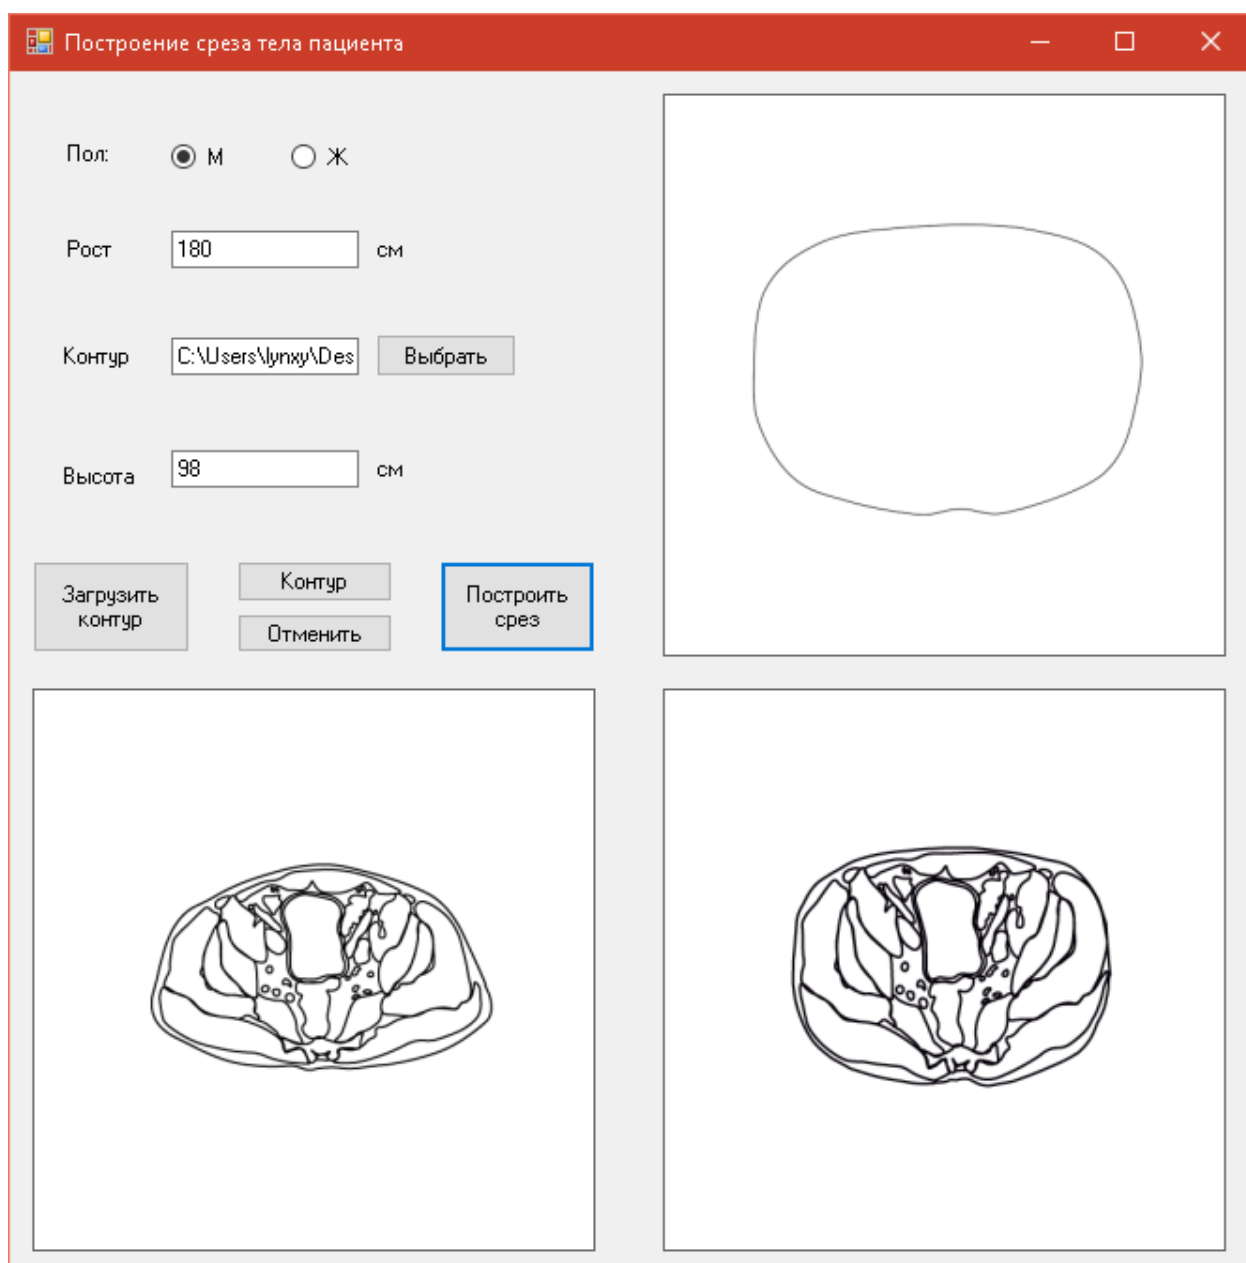 Построение среза тела пациента
Пол: М Ж
Рост 180 см
Контур C:\Users\lynxy\Des Выбрать
Высота 98 см
Загрузить
контур
Контур
Отменить
Построить
срез